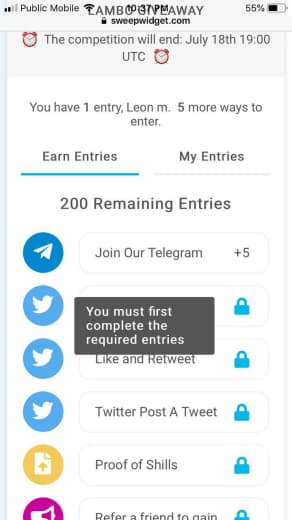 Public Mobile
10:37 PM
55%
LAMBO GIVEAWAY
sweepwidget.com
The competition will end: July 18th 19:00
UTC
You have 1 entry, Leon m. 5 more ways to
enter.
Earn Entries
My Entries
200 Remaining Entries
Join Our Telegram +5
You must first
complete the
required entries
Like and Retweet
Twitter Post A Tweet
Proof of Shills
Refer a friend to gain